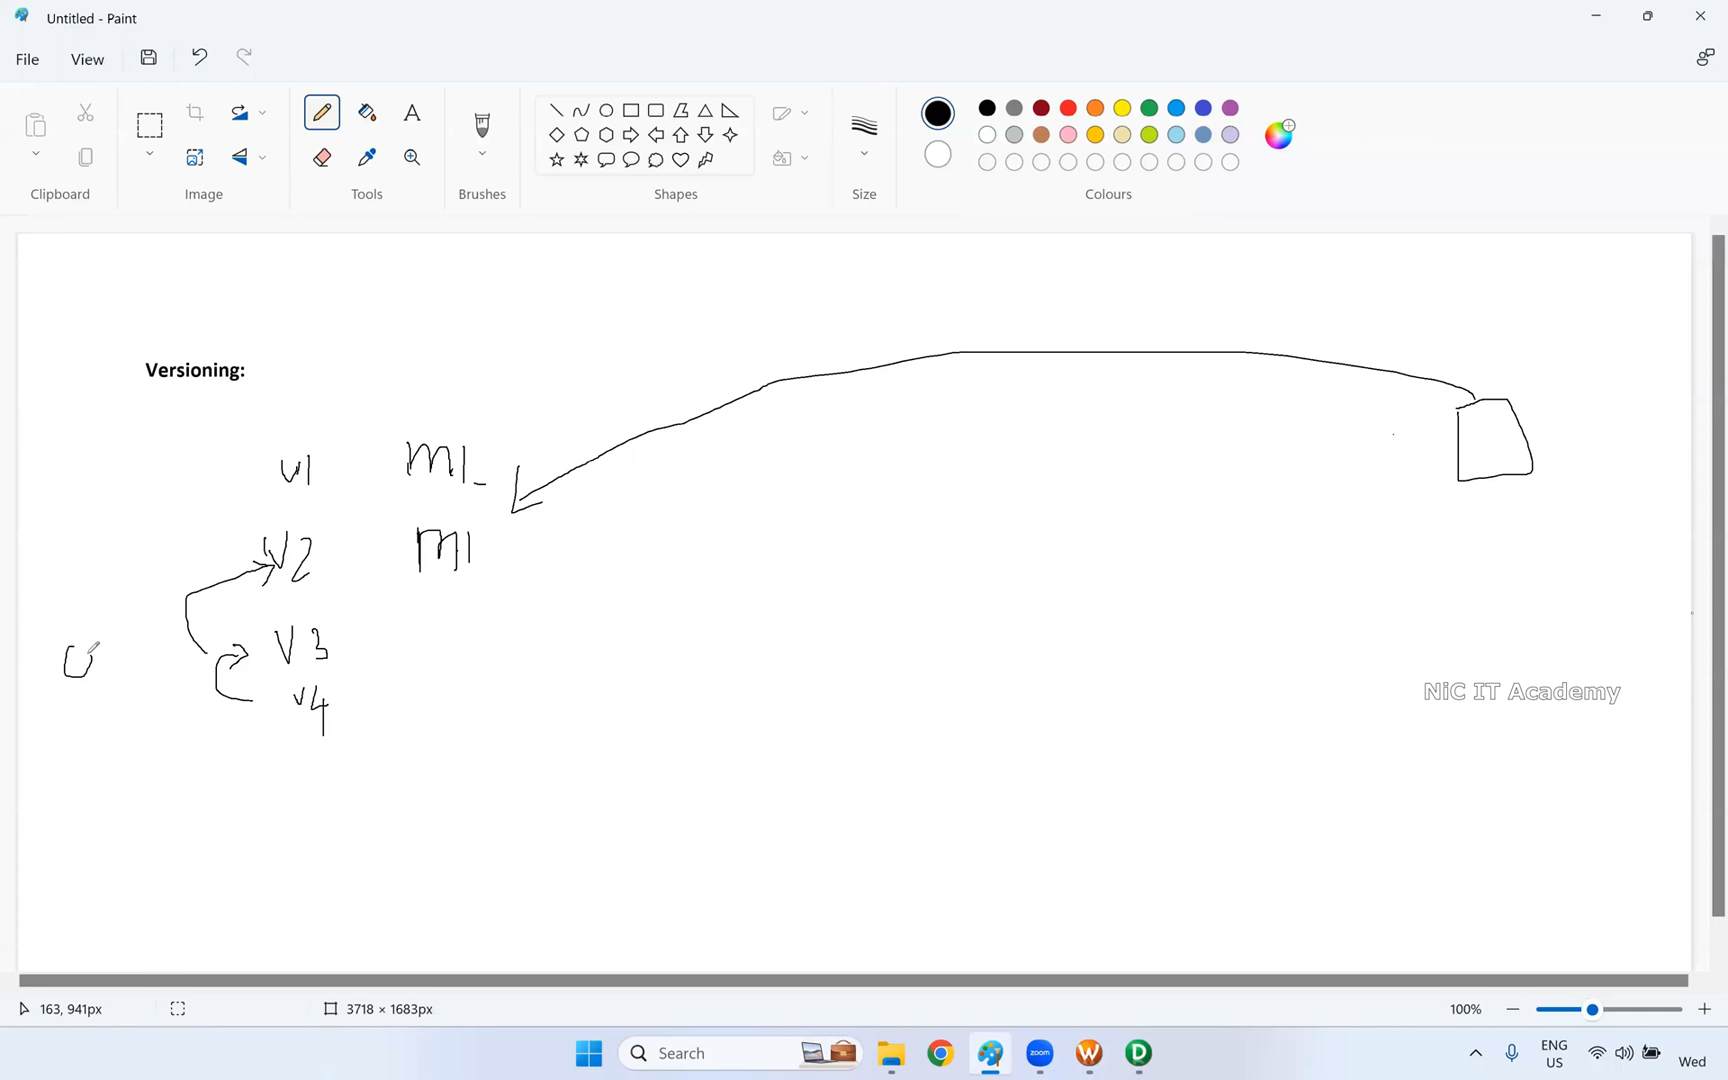 Untitled - Paint
File View
Clipboard Image Tools Brushes Shapes Size Colours
A
Versioning:
v1 m1
V2 m1
V3
v4
NiC IT Academy
163, 941px 3718 × 1683px 100%
Search zoom W D ENG US Wed